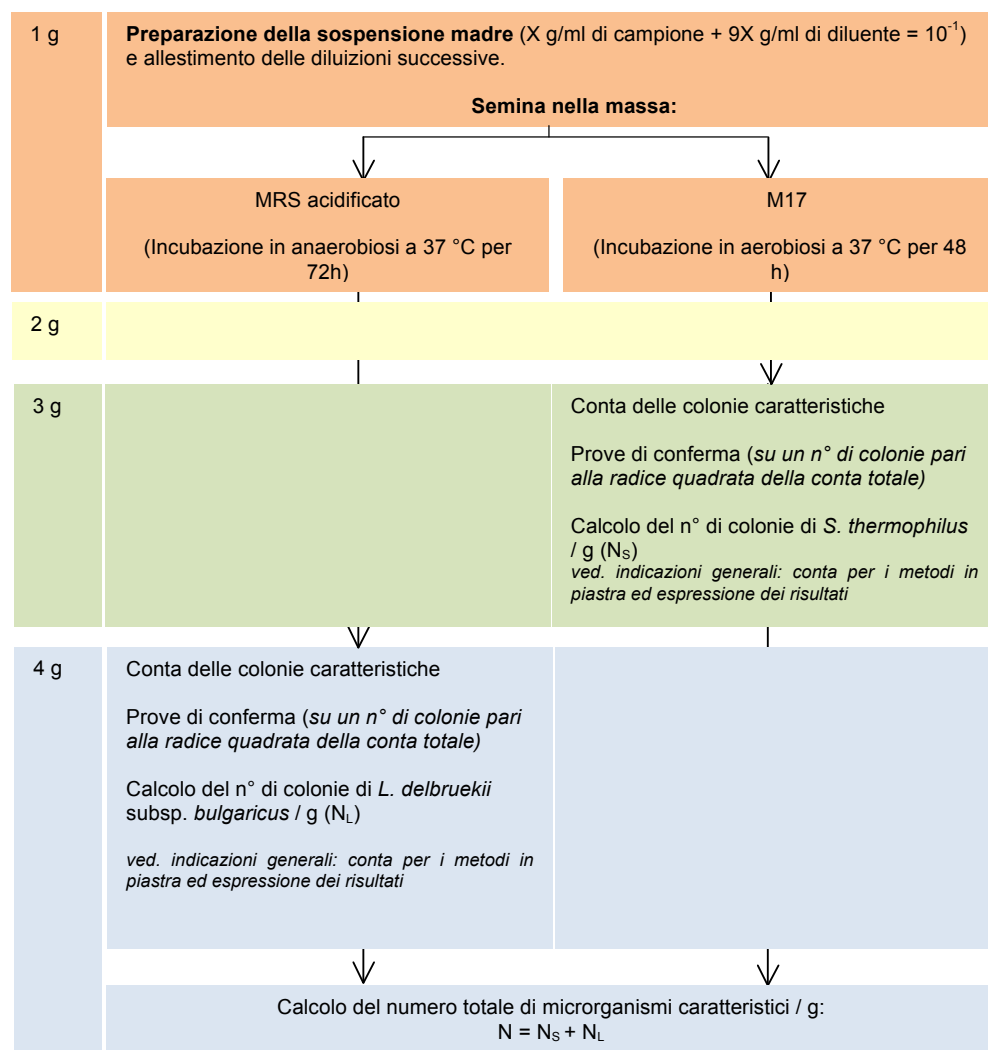 1 g
Preparazione della sospensione madre (X g/ml di campione + 9X g/ml di diluente = 10⁻¹)
e allestimento delle diluizioni successive.
Semina nella massa:
MRS acidificato
(Incubazione in anaerobiosi a 37 °C per
72h)
M17
(Incubazione in aerobiosi a 37 °C per 48
h)
2 g
3 g
Conta delle colonie caratteristiche
Prove di conferma (su un n° di colonie pari
alla radice quadrata della conta totale)
Calcolo del n° di colonie di S. thermophilus
/ g (Nₛ)
ved. indicazioni generali: conta per i metodi in
piastra ed espressione dei risultati
4 g
Conta delle colonie caratteristiche
Prove di conferma (su un n° di colonie pari
alla radice quadrata della conta totale)
Calcolo del n° di colonie di L. delbruekii
subsp. bulgaricus / g (N_L)
ved. indicazioni generali: conta per i metodi in
piastra ed espressione dei risultati
Calcolo del numero totale di microrganismi caratteristici / g:
N = Nₛ + N_L